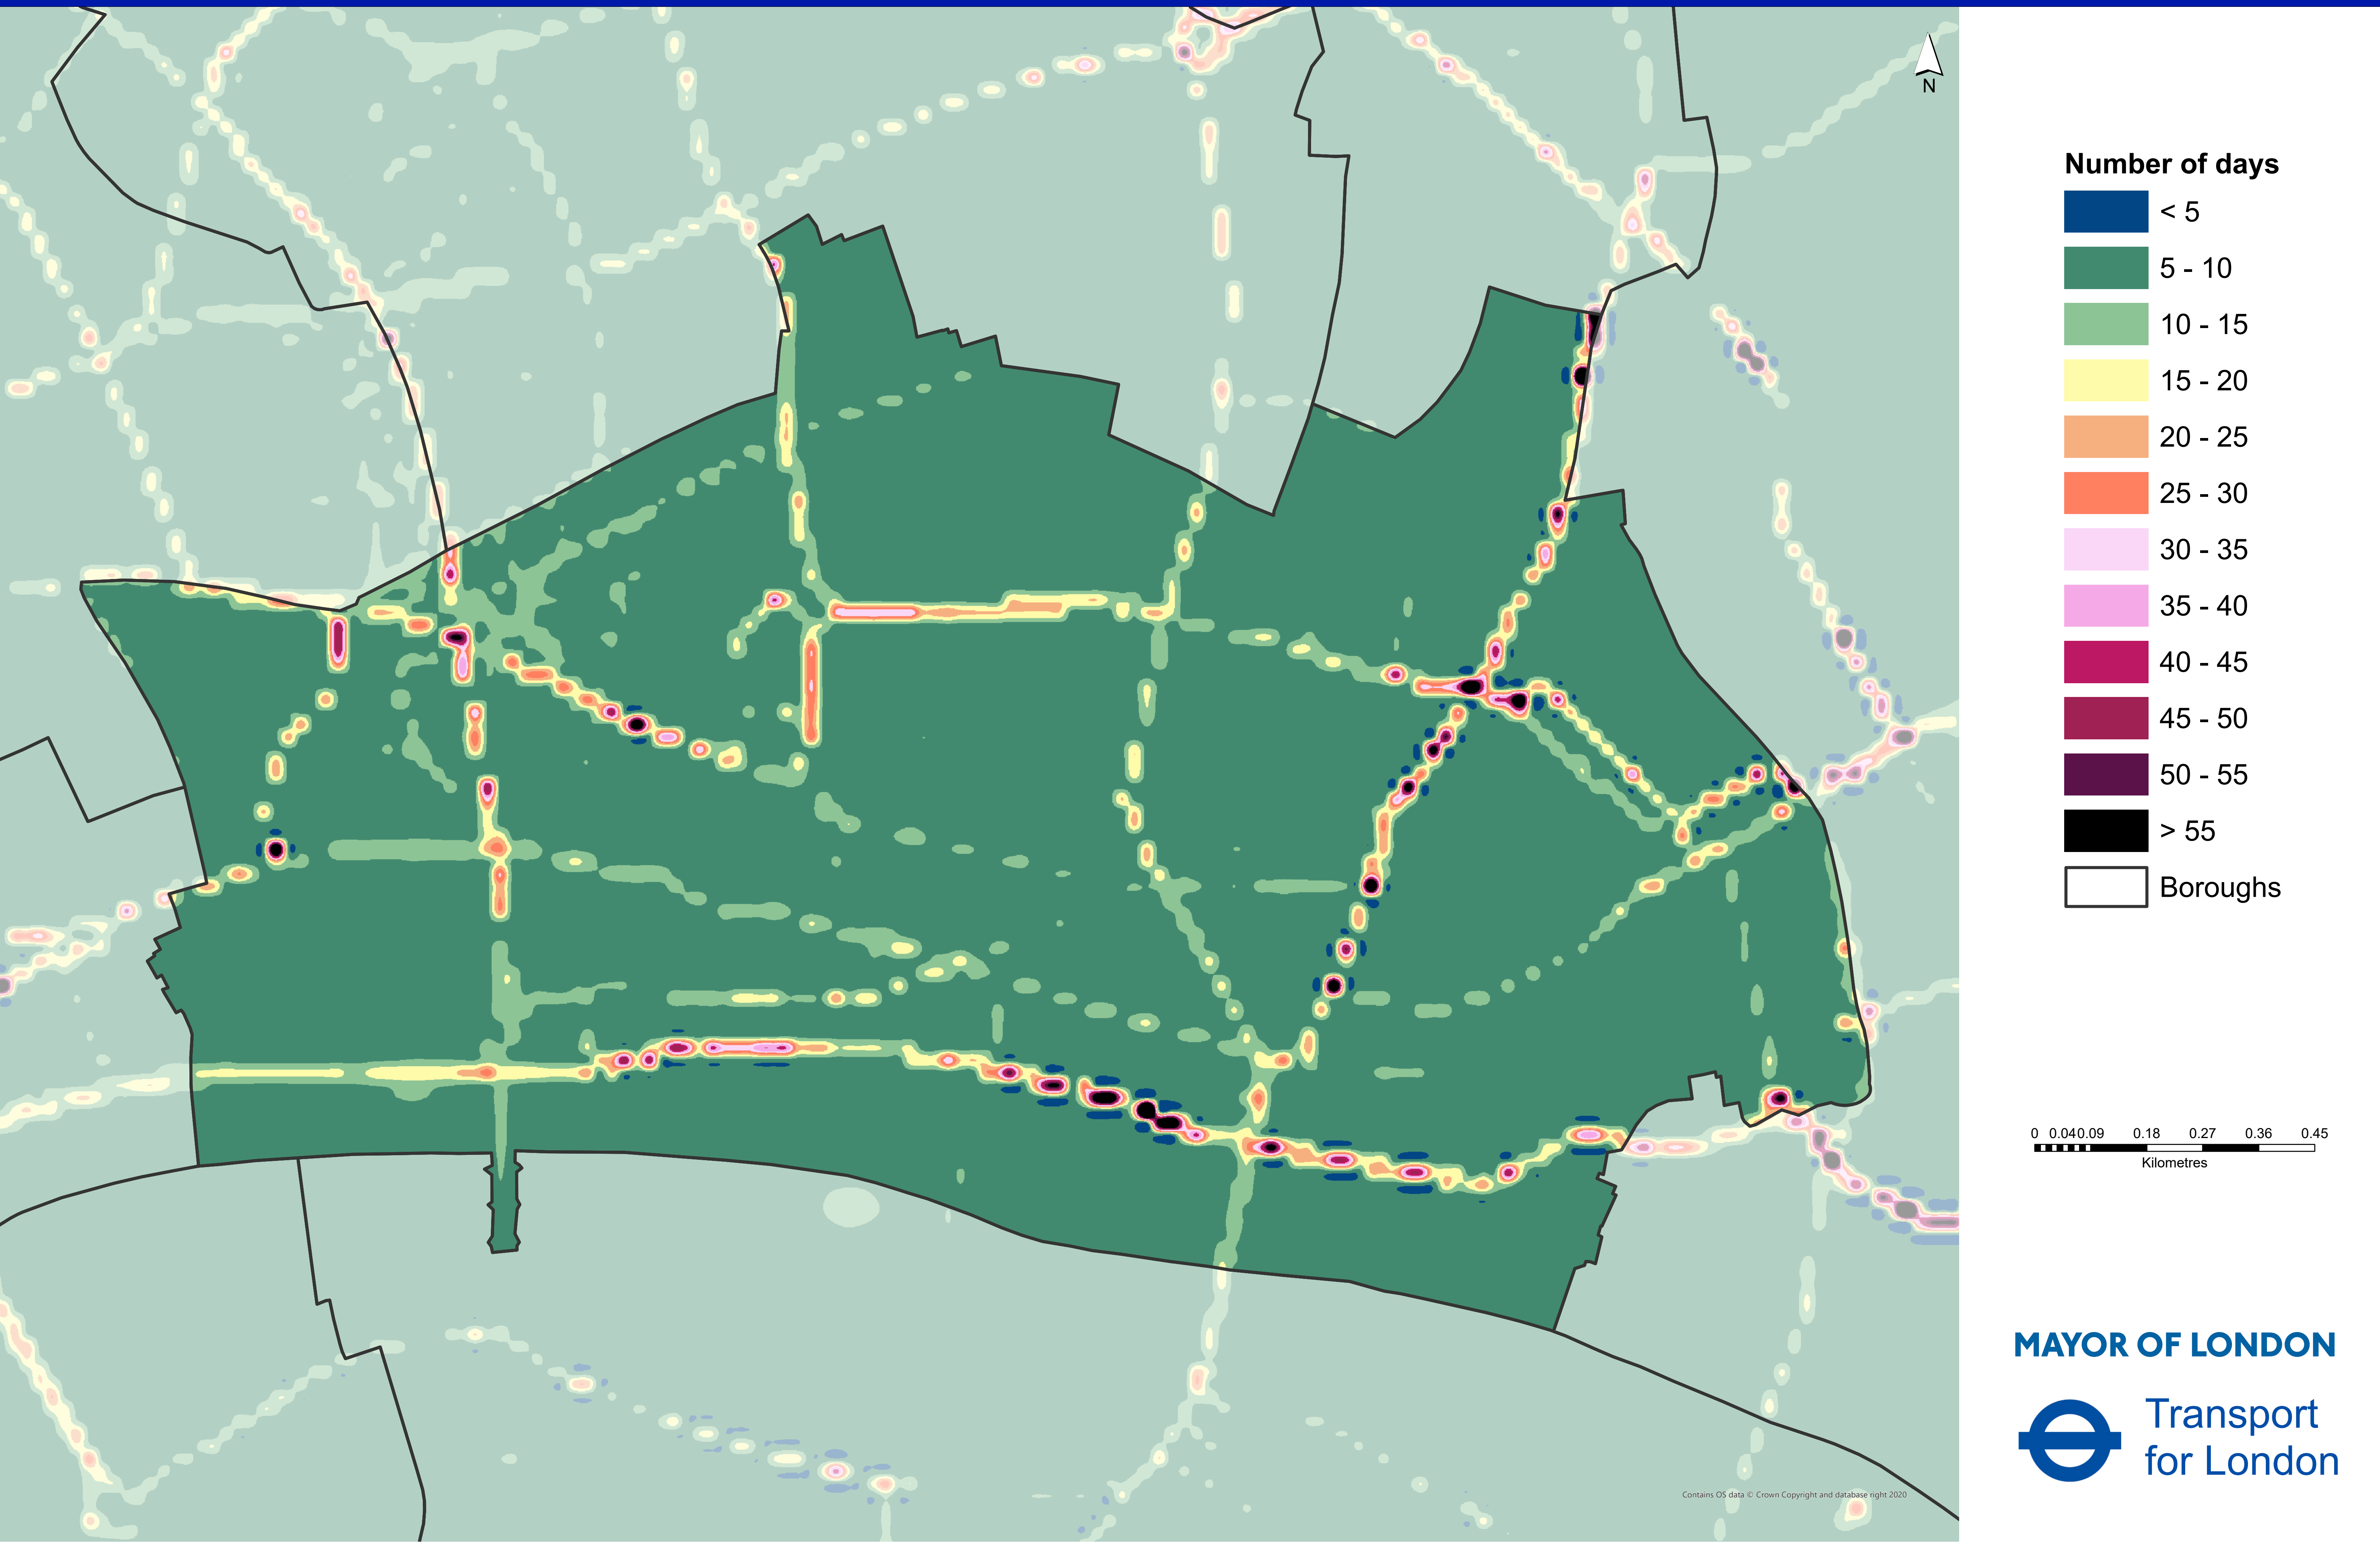 N
Number of days
< 5
5 - 10
10 - 15
15 - 20
20 - 25
25 - 30
30 - 35
35 - 40
40 - 45
45 - 50
50 - 55
> 55
Boroughs
0 0.04 0.09 0.18 0.27 0.36 0.45
Kilometres
MAYOR OF LONDON
Transport
for London
Contains OS data © Crown Copyright and database right 2020